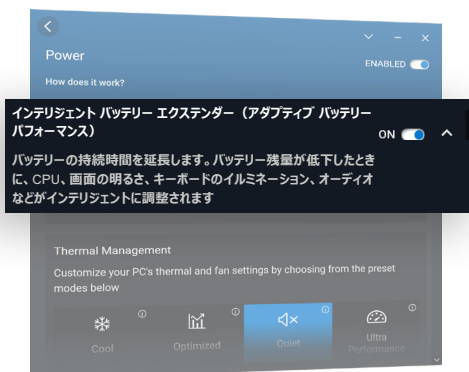 Power
ENABLED
How does it work?
インテリジェント バッテリー エクステンダー（アダプティブ バッテリー
パフォーマンス）
ON
バッテリーの持続時間を延長します。バッテリー残量が低下したとき
に、CPU、画面の明るさ、キーボードのイルミネーション、オーディオ
などがインテリジェントに調整されます
Thermal Management
Customize your PC's thermal and fan settings by choosing from the preset
modes below
Cool
Optimized
Quiet
Ultra
Performance